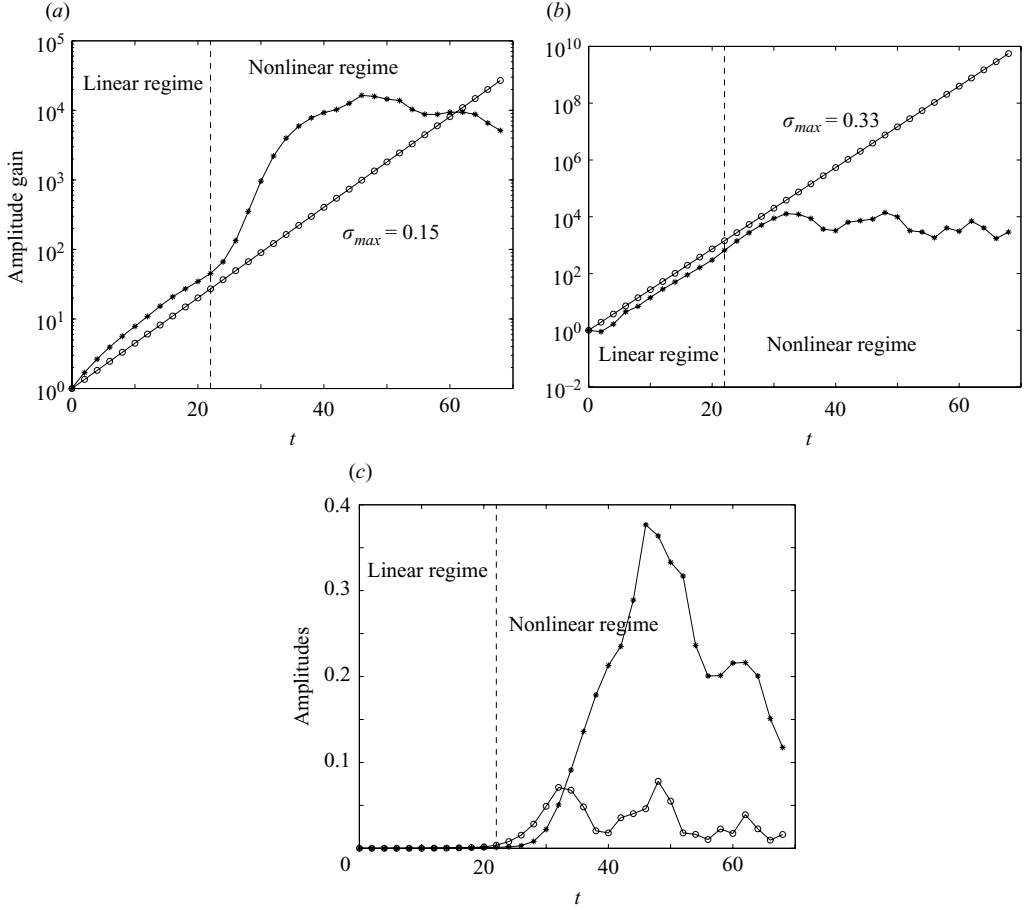 (a)
10^5
10^4
10^3
10^2
10^1
10^0
Amplitude gain
Linear regime
Nonlinear regime
σ_max = 0.15
0
20
40
60
t
(b)
10^10
10^8
10^6
10^4
10^2
10^0
10^−2
σ_max = 0.33
Linear regime
Nonlinear regime
0
20
40
60
t
(c)
0.4
0.3
0.2
0.1
Amplitudes
Linear regime
Nonlinear regime
0
20
40
60
t